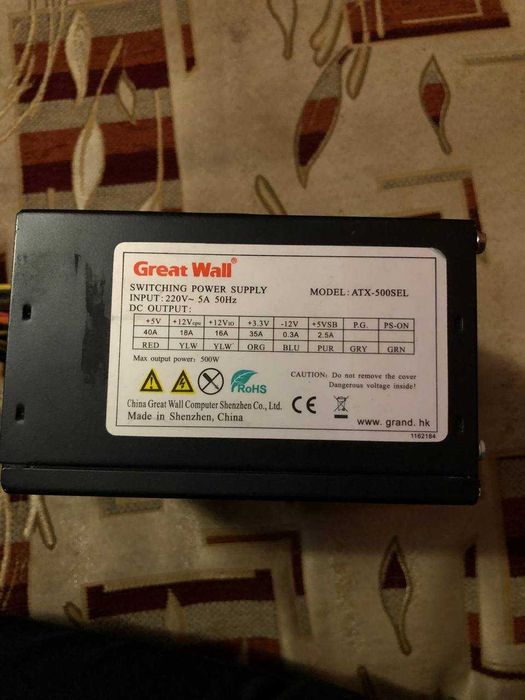 Great Wall®
SWITCHING POWER SUPPLY
INPUT: 220V~ 5A 50Hz
MODEL: ATX-500SEL
DC OUTPUT:
+5V +12Vcpu +12VIO +3.3V -12V +5VSB P.G. PS-ON
40A 18A 16A 35A 0.3A 2.5A
RED YLW YLW ORG BLU PUR GRY GRN
Max output power: 500W
CAUTION: Do not remove the cover
Dangerous voltage inside!
RoHS
China Great Wall Computer Shenzhen Co., Ltd.
CE
Made in Shenzhen, China
www. grand. hk
1162184